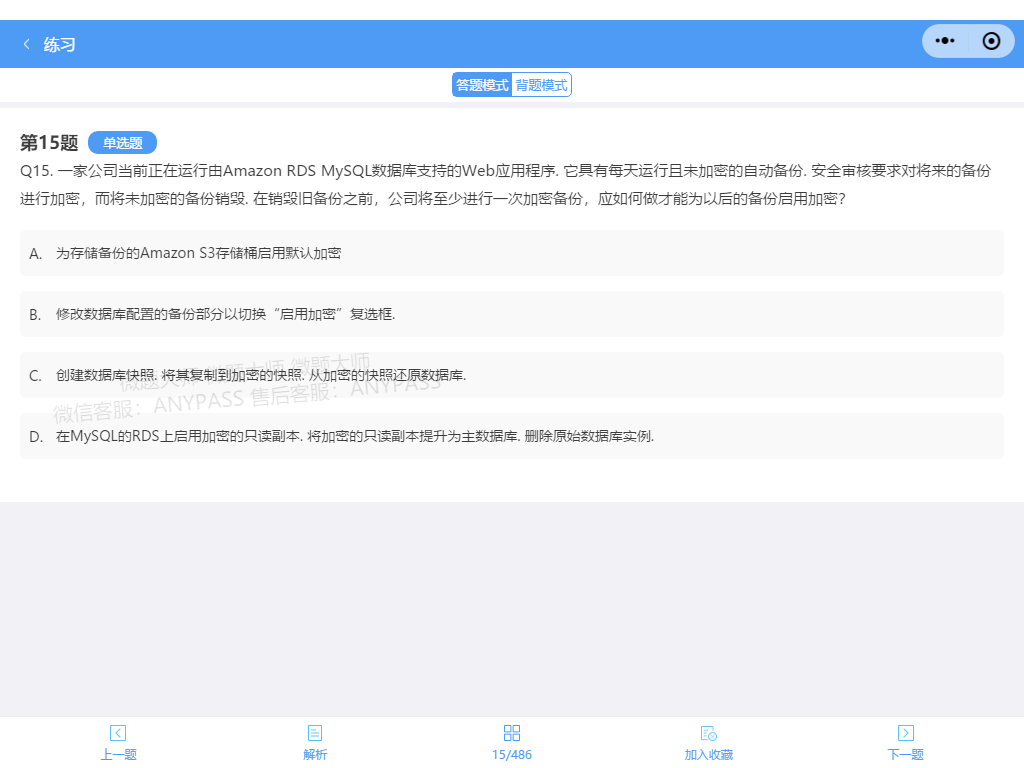 练习
答题模式 背题模式
第15题 单选题
Q15. 一家公司当前正在运行由Amazon RDS MySQL数据库支持的Web应用程序. 它具有每天运行且未加密的自动备份. 安全审核要求对将来的备份
进行加密，而将未加密的备份销毁. 在销毁旧备份之前，公司将至少进行一次加密备份，应如何做才能为以后的备份启用加密?
A. 为存储备份的Amazon S3存储桶启用默认加密
B. 修改数据库配置的备份部分以切换“启用加密”复选框.
C. 创建数据库快照. 将其复制到加密的快照. 从加密的快照还原数据库.
微题大师 微题大师 微题大师
微信客服：ANYPASS 售后客服：ANYPASS
D. 在MySQL的RDS上启用加密的只读副本. 将加密的只读副本提升为主数据库. 删除原始数据库实例.
上一题 解析 15/486 加入收藏 下一题